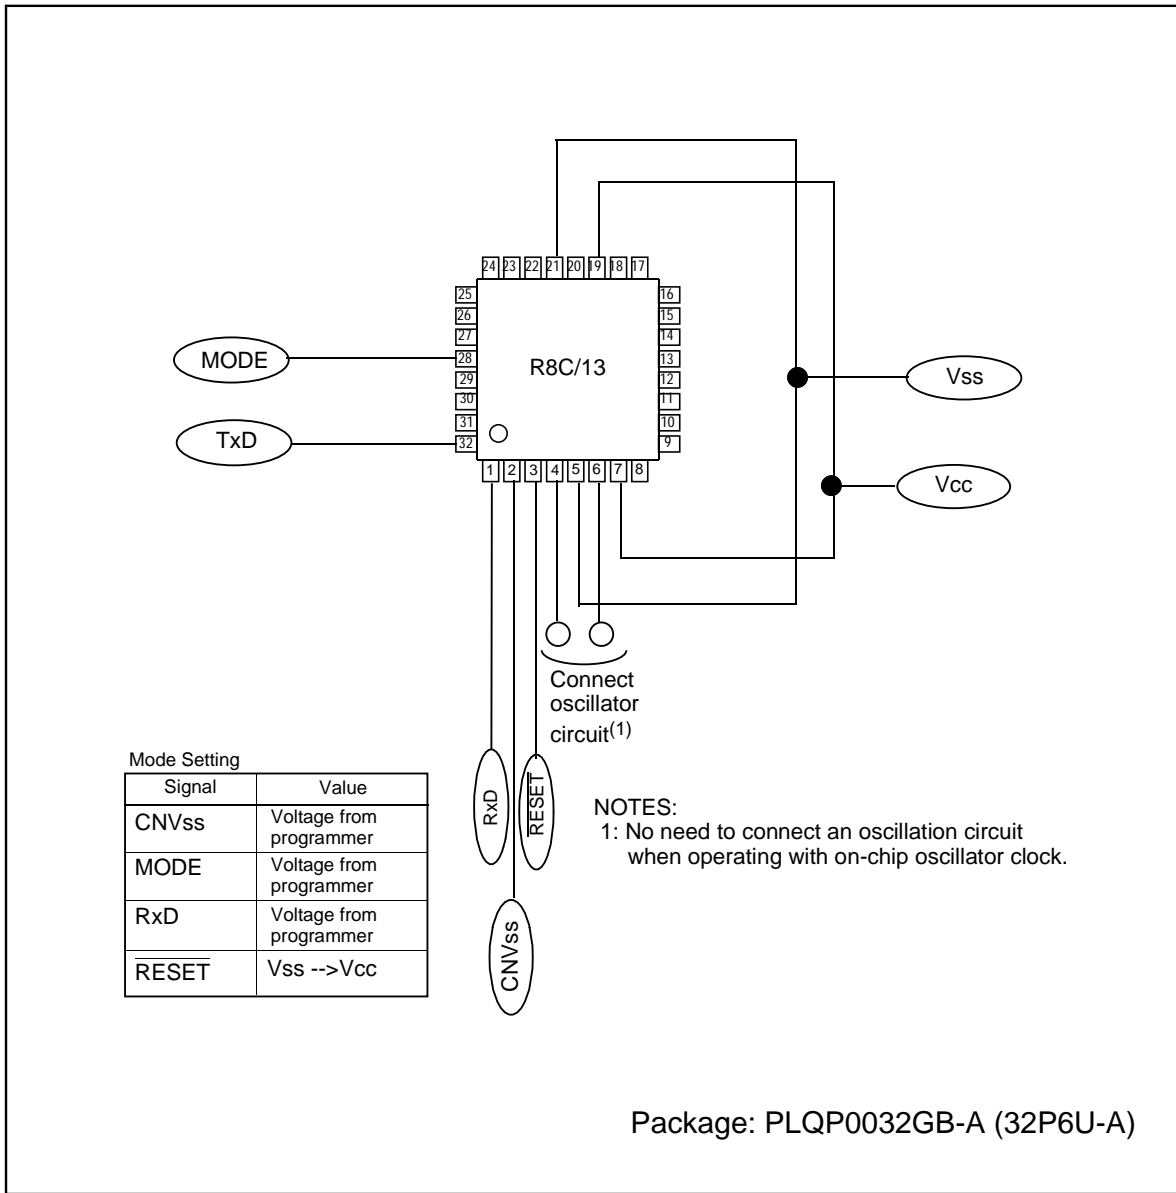 24 23 22 21 20 19 18 17
25
26
27
28
29
30
31
32
16
15
14
13
12
11
10
9
R8C/13
1 2 3 4 5 6 7 8
MODE
TxD
Vss
Vcc
Connect
oscillator
circuit(1)
RxD
RESET
CNVss
Mode Setting
Signal Value
CNVss Voltage from
programmer
MODE Voltage from
programmer
RxD Voltage from
programmer
RESET Vss -->Vcc
NOTES:
1: No need to connect an oscillation circuit
when operating with on-chip oscillator clock.
Package: PLQP0032GB-A (32P6U-A)